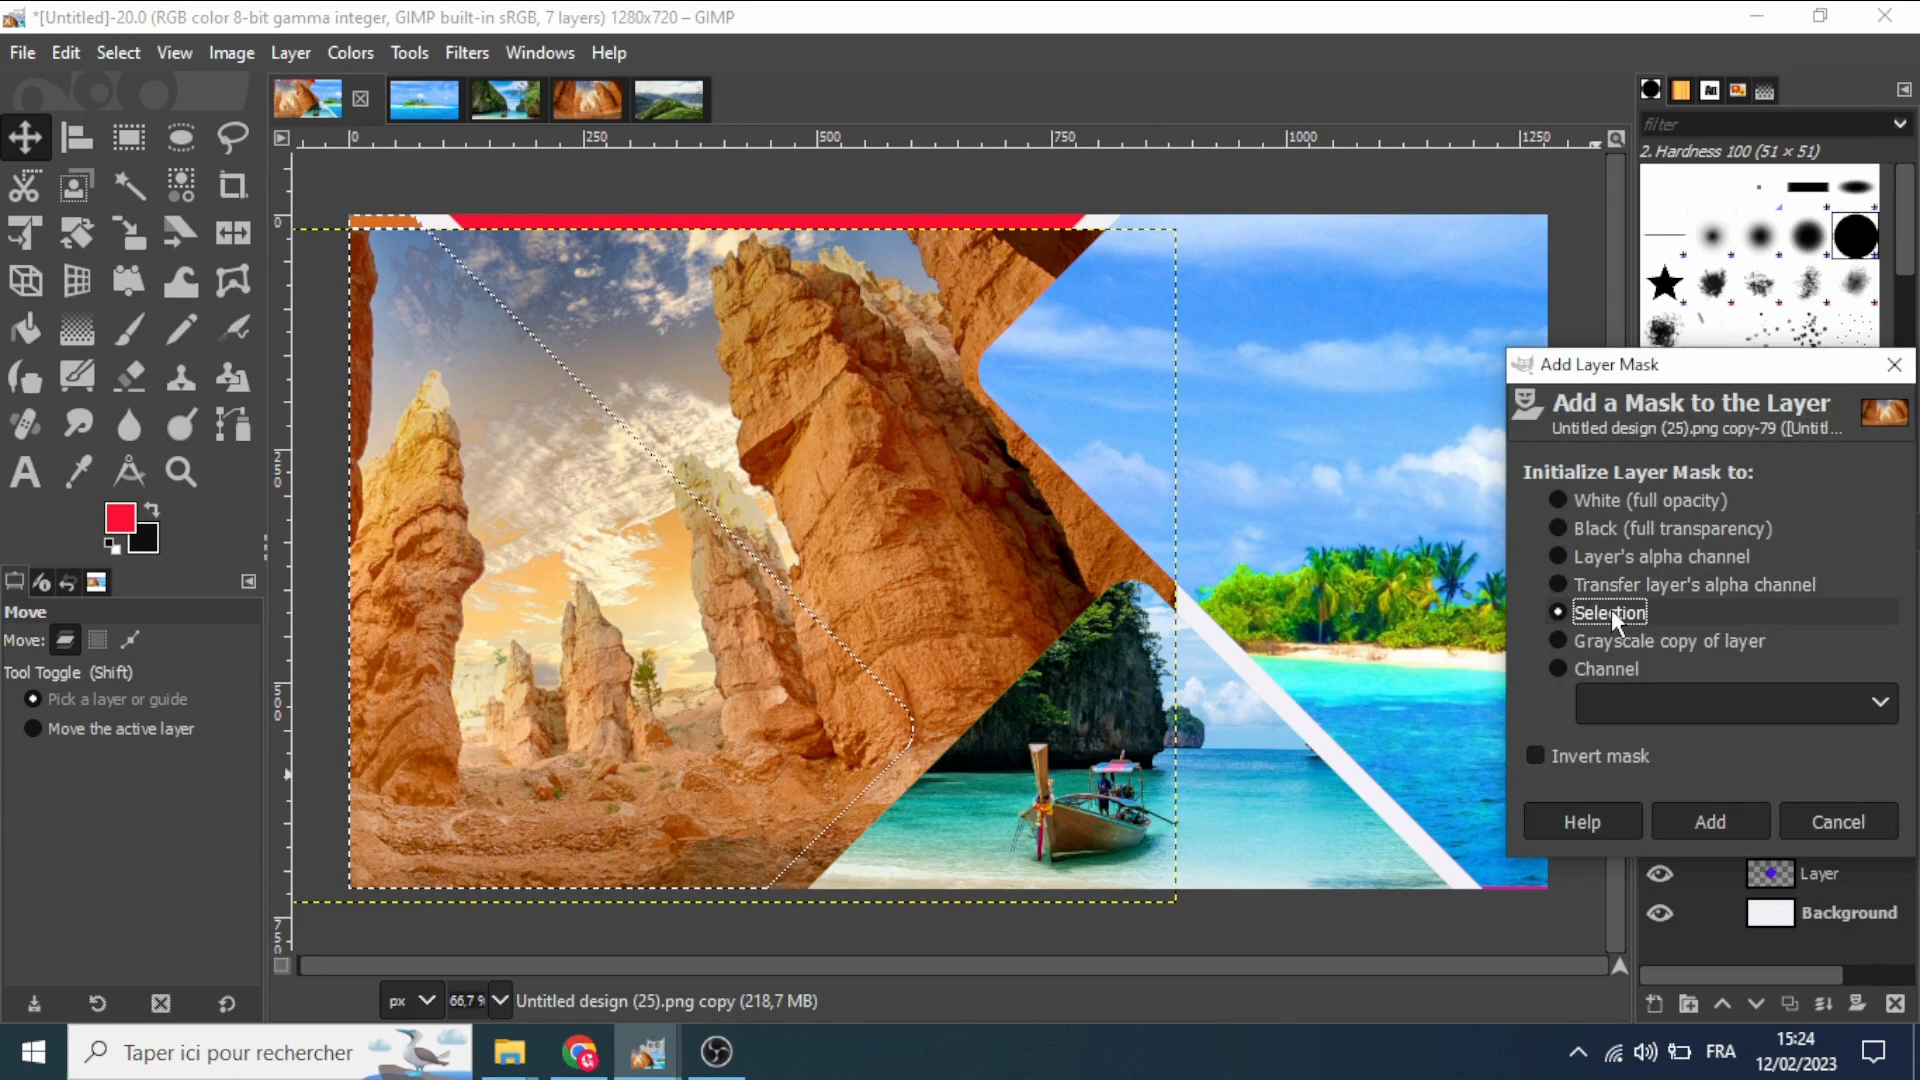 *[Untitled]-20.0 (RGB color 8-bit gamma integer, GIMP built-in sRGB, 7 layers) 1280x720 – GIMP
File Edit Select View Image Layer Colors Tools Filters Windows Help
0 250 500 750 1000 1250
0
250
500
750
Move
Move:
Tool Toggle (Shift)
Pick a layer or guide
Move the active layer
px 66,7 % Untitled design (25).png copy (218,7 MB)
filter
2. Hardness 100 (51 × 51)
Add Layer Mask
Add a Mask to the Layer
Untitled design (25).png copy-79 ([Untitl...
Initialize Layer Mask to:
White (full opacity)
Black (full transparency)
Layer's alpha channel
Transfer layer's alpha channel
Selection
Grayscale copy of layer
Channel
Invert mask
Help Add Cancel
Layer
Background
Taper ici pour rechercher
FRA
15:24
12/02/2023